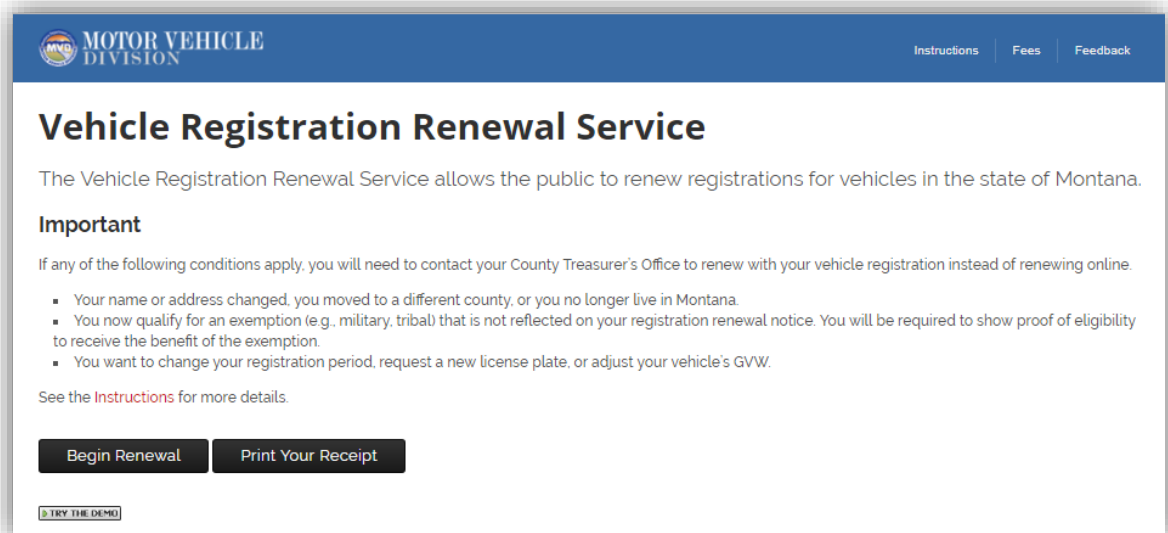 MVD MOTOR VEHICLE
DIVISION
Instructions Fees Feedback
Vehicle Registration Renewal Service
The Vehicle Registration Renewal Service allows the public to renew registrations for vehicles in the state of Montana.
Important
If any of the following conditions apply, you will need to contact your County Treasurer's Office to renew with your vehicle registration instead of renewing online.
▪ Your name or address changed, you moved to a different county, or you no longer live in Montana.
▪ You now qualify for an exemption (e.g., military, tribal) that is not reflected on your registration renewal notice. You will be required to show proof of eligibility
to receive the benefit of the exemption.
▪ You want to change your registration period, request a new license plate, or adjust your vehicle's GVW.
See the Instructions for more details.
Begin Renewal Print Your Receipt
TRY THE DEMO